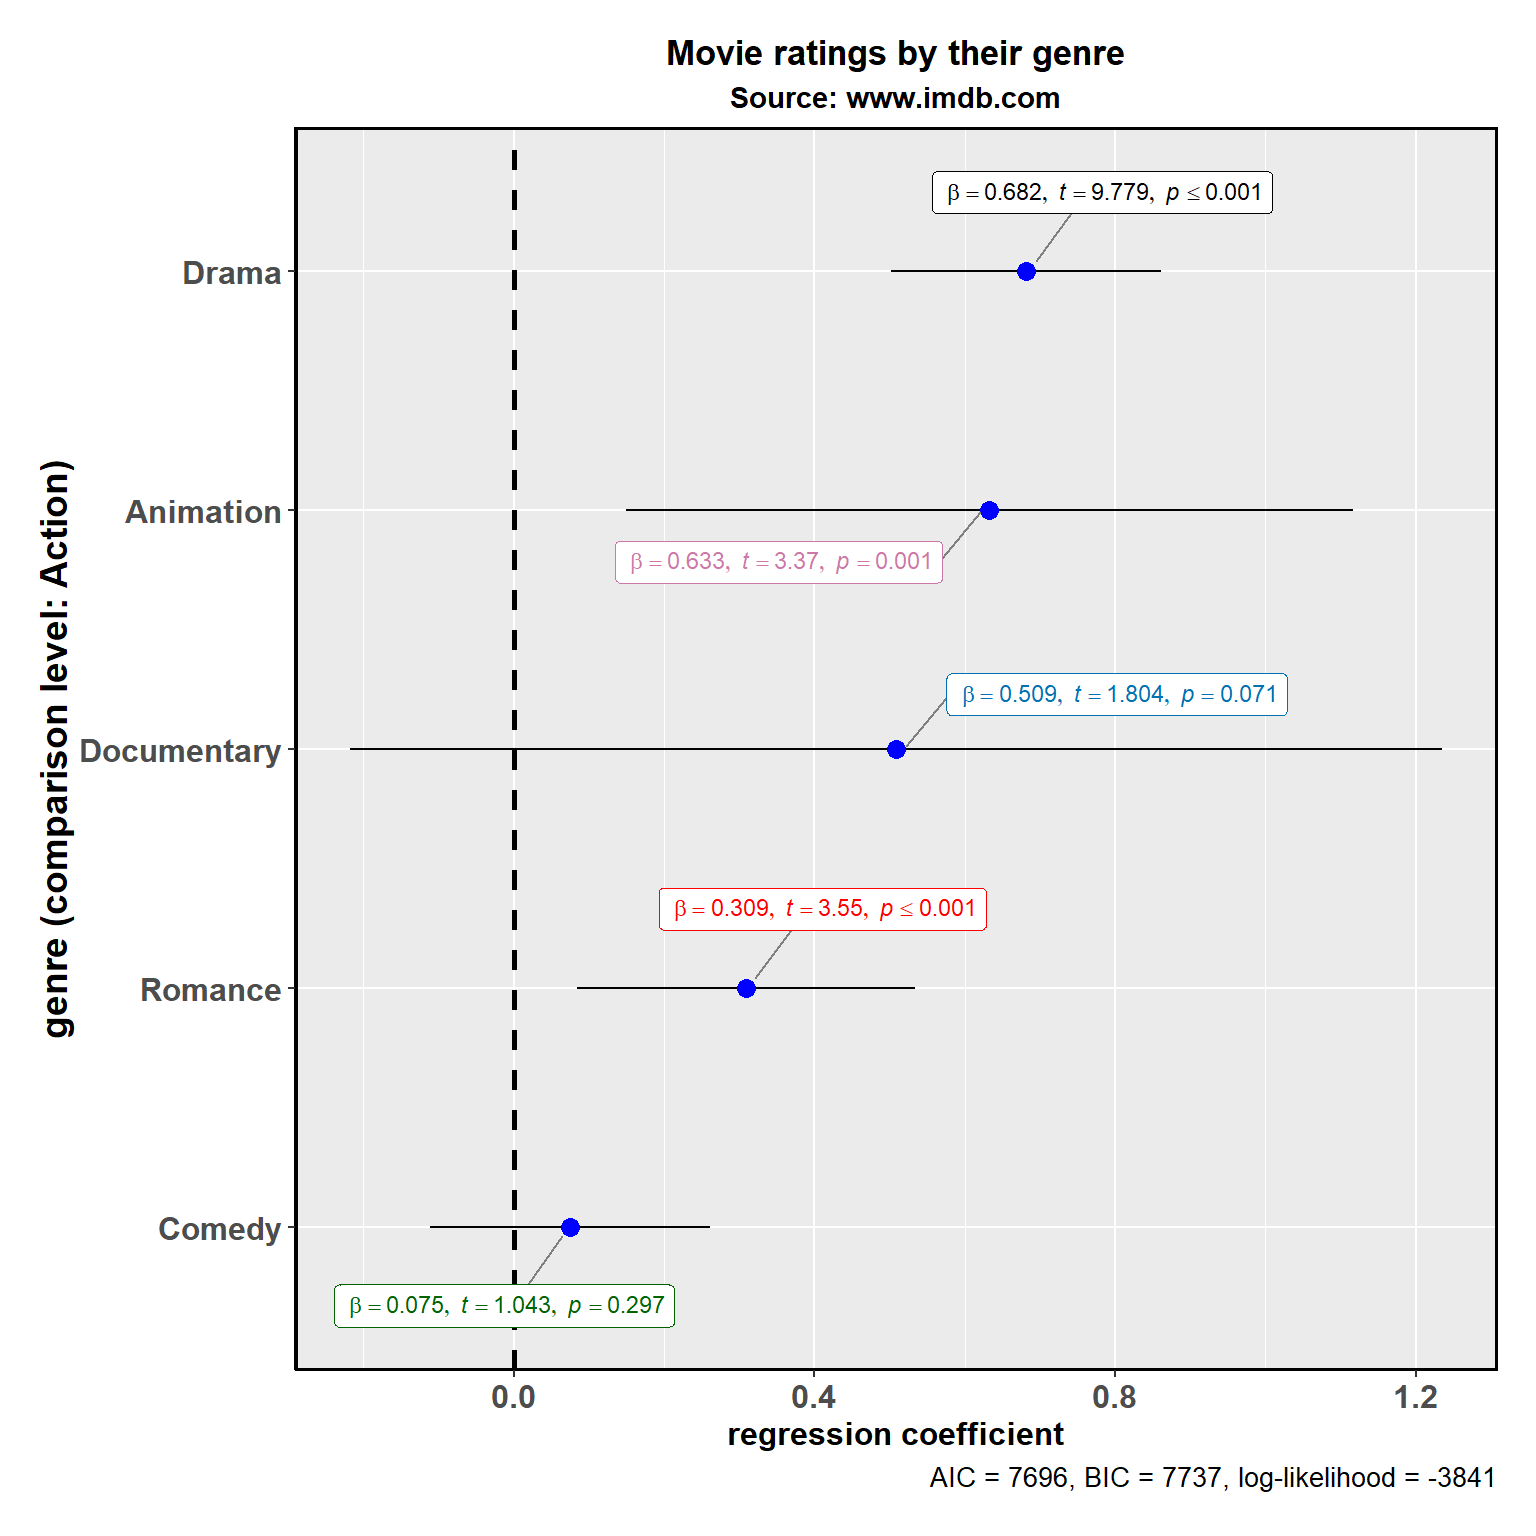 Movie ratings by their genre
Source: www.imdb.com
genre (comparison level: Action)
Drama
β = 0.682, t = 9.779, p ≤ 0.001
Animation
β = 0.633, t = 3.37, p = 0.001
Documentary
β = 0.509, t = 1.804, p = 0.071
Romance
β = 0.309, t = 3.55, p ≤ 0.001
Comedy
β = 0.075, t = 1.043, p = 0.297
0.0 0.4 0.8 1.2
regression coefficient
AIC = 7696, BIC = 7737, log-likelihood = -3841